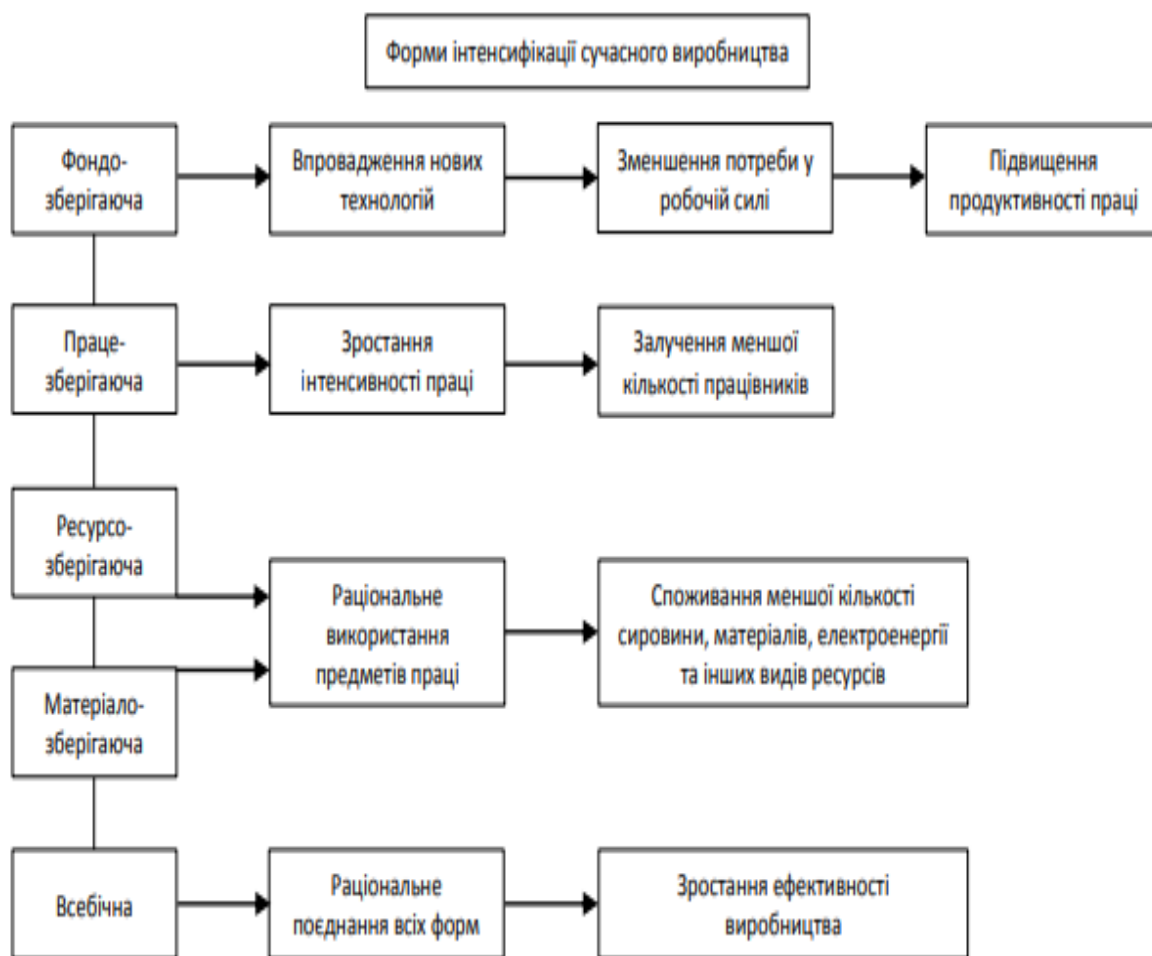 Форми інтенсифікації сучасного виробництва
Фондо-
зберігаюча
Впровадження нових
технологій
Зменшення потреби у
робочій силі
Підвищення
продуктивності праці
Праце-
зберігаюча
Зростання
інтенсивності праці
Залучення меншої
кількості працівників
Ресурсо-
зберігаюча
Раціональне
використання
предметів праці
Споживання меншої кількості
сировини, матеріалів, електроенергії
та інших видів ресурсів
Матеріало-
зберігаюча
Всебічна
Раціональне
поєднання всіх форм
Зростання ефективності
виробництва